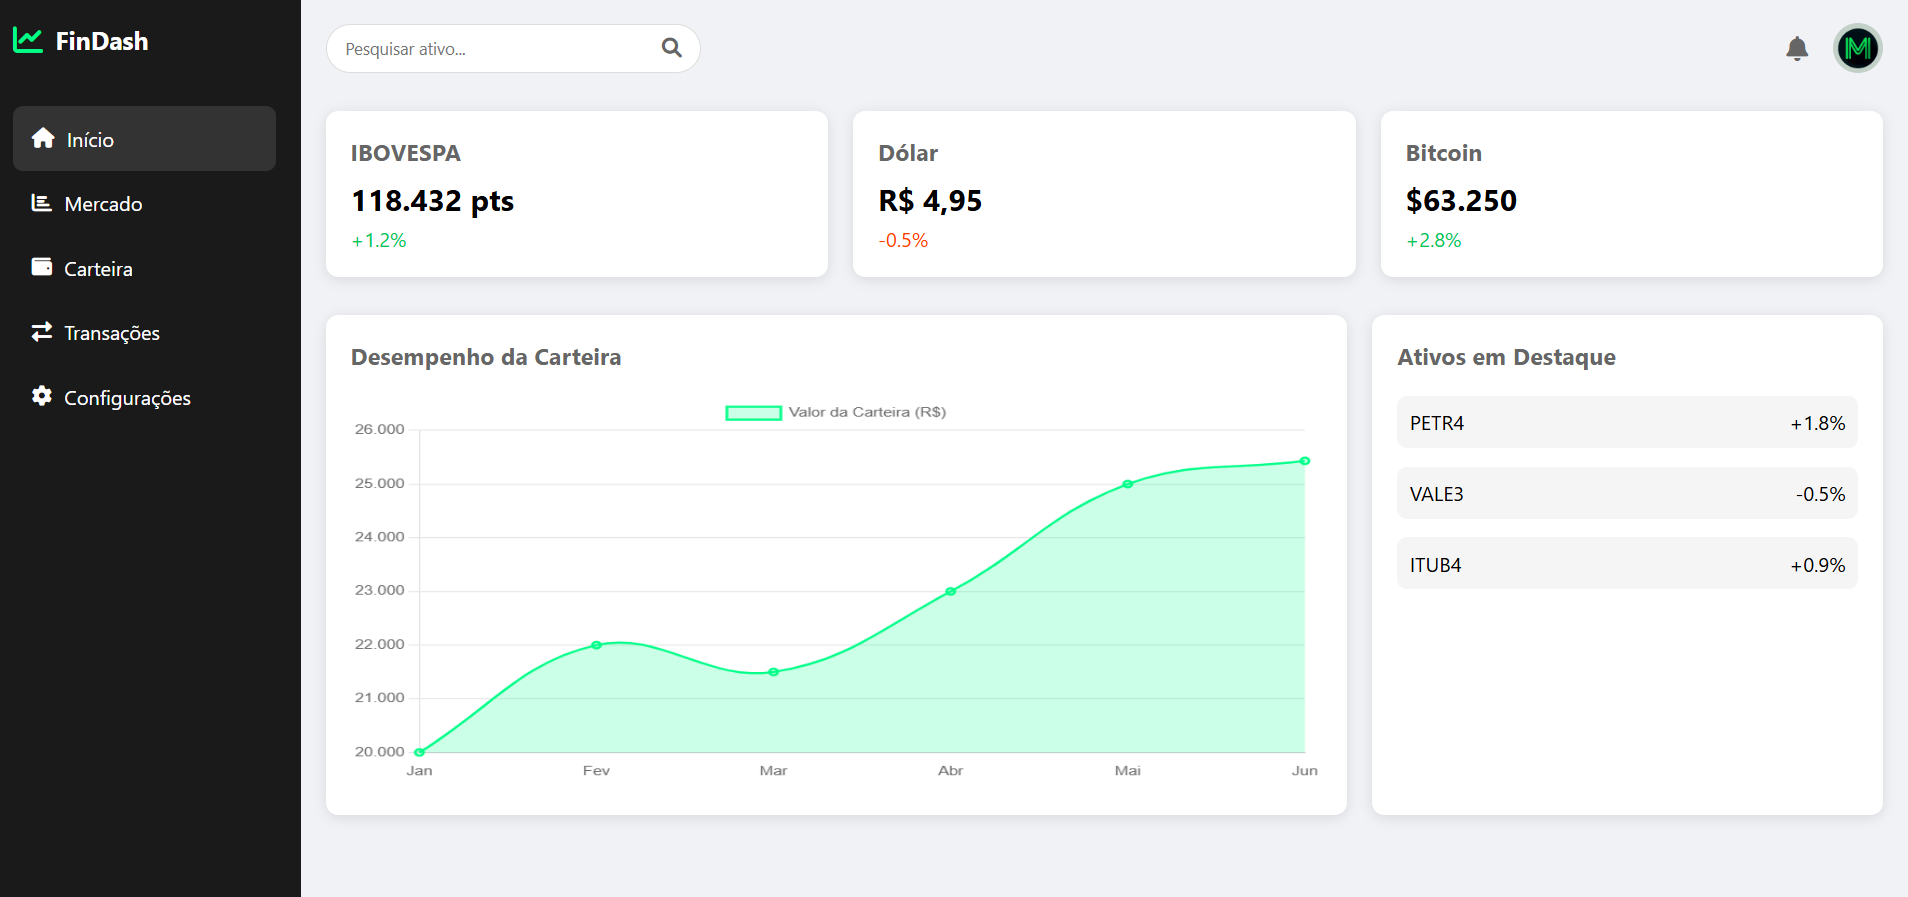 FinDash
Início
Mercado
Carteira
Transações
Configurações
Pesquisar ativo...
M
IBOVESPA
118.432 pts
+1.2%
Dólar
R$ 4,95
-0.5%
Bitcoin
$63.250
+2.8%
Desempenho da Carteira
Valor da Carteira (R$)
26.000
25.000
24.000
23.000
22.000
21.000
20.000
Jan Fev Mar Abr Mai Jun
Ativos em Destaque
PETR4 +1.8%
VALE3 -0.5%
ITUB4 +0.9%